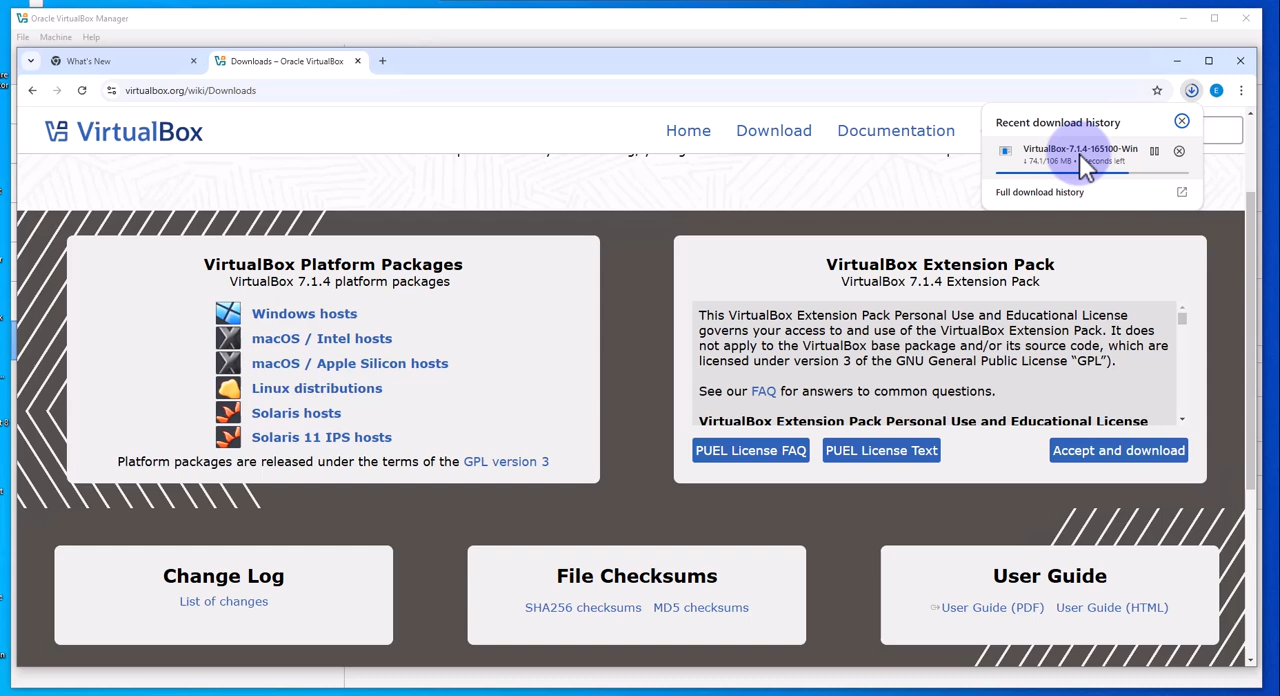 Oracle VirtualBox Manager
File Machine Help
What's New
Downloads – Oracle VirtualBox
virtualbox.org/wiki/Downloads
E
VirtualBox
Home Download Documentation
Recent download history
VirtualBox-7.1.4-165100-Win
↓ 74.1/106 MB • seconds left
Full download history
VirtualBox Platform Packages
VirtualBox 7.1.4 platform packages
Windows hosts
macOS / Intel hosts
macOS / Apple Silicon hosts
Linux distributions
Solaris hosts
Solaris 11 IPS hosts
Platform packages are released under the terms of the GPL version 3
VirtualBox Extension Pack
VirtualBox 7.1.4 Extension Pack
This VirtualBox Extension Pack Personal Use and Educational License
governs your access to and use of the VirtualBox Extension Pack. It does
not apply to the VirtualBox base package and/or its source code, which are
licensed under version 3 of the GNU General Public License “GPL”).
See our FAQ for answers to common questions.
VirtualBox Extension Pack Personal Use and Educational License
PUEL License FAQ PUEL License Text Accept and download
Change Log
List of changes
File Checksums
SHA256 checksums MD5 checksums
User Guide
User Guide (PDF) User Guide (HTML)